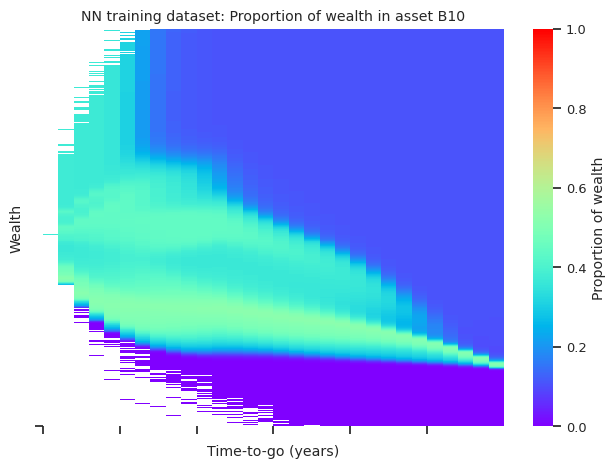 NN training dataset: Proportion of wealth in asset B10
Wealth
Time-to-go (years)
1.0
0.8
0.6
0.4
0.2
0.0
Proportion of wealth